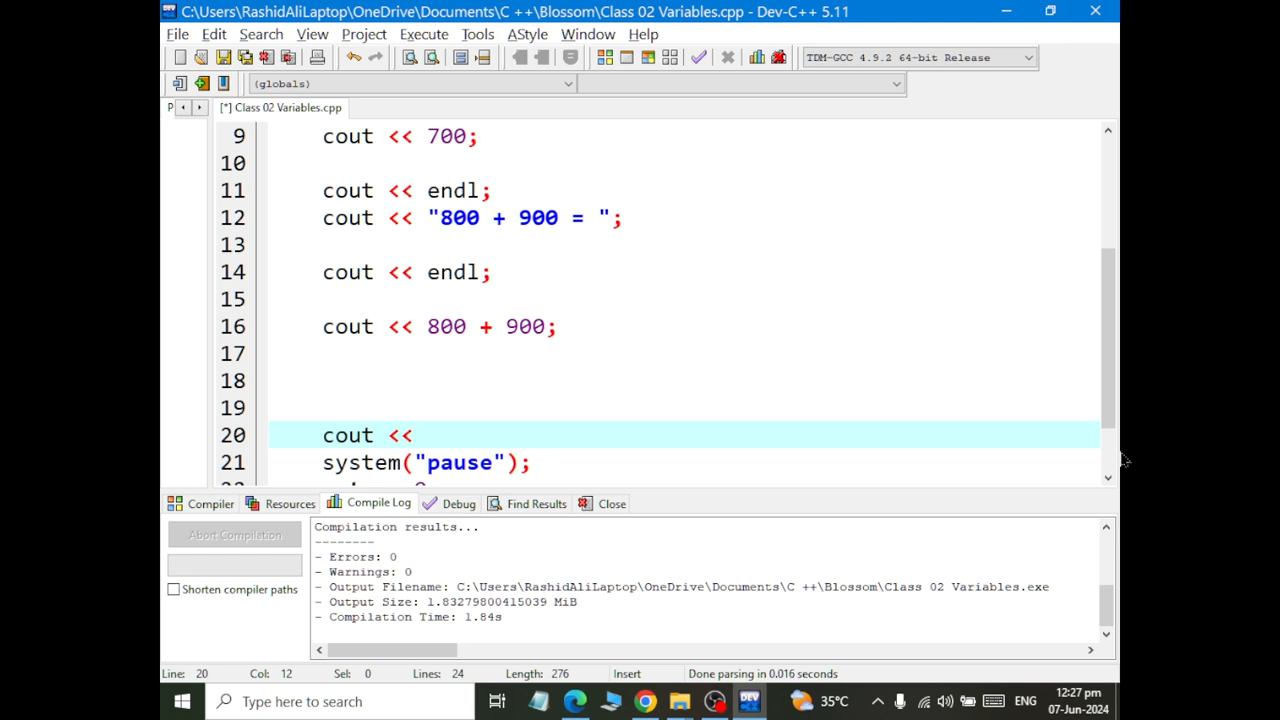 C:\Users\RashidAliLaptop\OneDrive\Documents\C ++\Blossom\Class 02 Variables.cpp - Dev-C++ 5.11
File Edit Search View Project Execute Tools AStyle Window Help
TDM-GCC 4.9.2 64-bit Release
(globals)
P [*] Class 02 Variables.cpp
9 cout << 700;
10
11 cout << endl;
12 cout << "800 + 900 = ";
13
14 cout << endl;
15
16 cout << 800 + 900;
17
18
19
20 cout <<
21 system("pause");
Compiler Resources Compile Log Debug Find Results Close
Abort Compilation
Shorten compiler paths
Compilation results...
--------
- Errors: 0
- Warnings: 0
- Output Filename: C:\Users\RashidAliLaptop\OneDrive\Documents\C ++\Blossom\Class 02 Variables.exe
- Output Size: 1.83279800415039 MiB
- Compilation Time: 1.84s
Line: 20 Col: 12 Sel: 0 Lines: 24 Length: 276 Insert Done parsing in 0.016 seconds
Type here to search
DEV
35°C
ENG
12:27 pm
07-Jun-2024